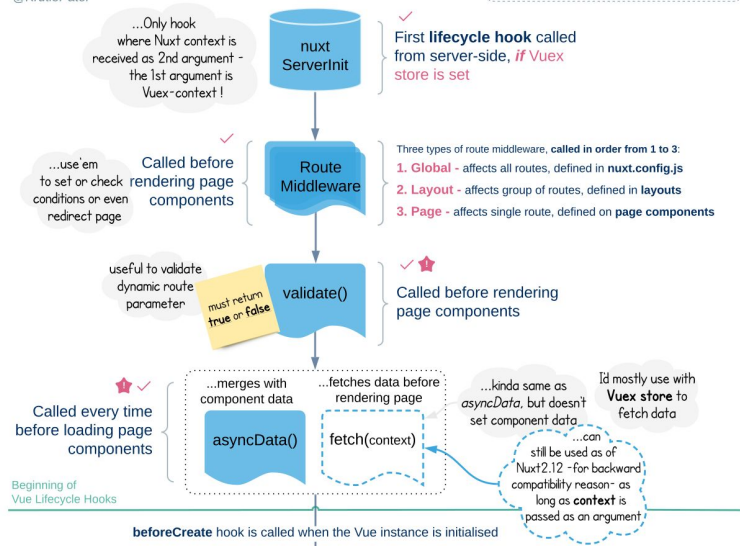 ...Only hook
where Nuxt context is
received as 2nd argument -
the 1st argument is
Vuex-context !
nuxt
ServerInit
First lifecycle hook called
from server-side, if Vuex
store is set
...use'em
to set or check
conditions or even
redirect page
Called before
rendering page
components
Route
Middleware
Three types of route middleware, called in order from 1 to 3:
1. Global - affects all routes, defined in nuxt.config.js
2. Layout - affects group of routes, defined in layouts
3. Page - affects single route, defined on page components
useful to validate
dynamic route
parameter
must return
true or false
validate()
Called before rendering
page components
Called every time
before loading page
components
...merges with
component data
asyncData()
...fetches data before
rendering page
fetch(context)
...kinda same as
asyncData, but doesn't
set component data
I'd mostly use with
Vuex store to
fetch data
...can
still be used as of
Nuxt2.12 -for backward
compatibility reason- as
long as context is
passed as an argument
Beginning of
Vue Lifecycle Hooks
beforeCreate hook is called when the Vue instance is initialised